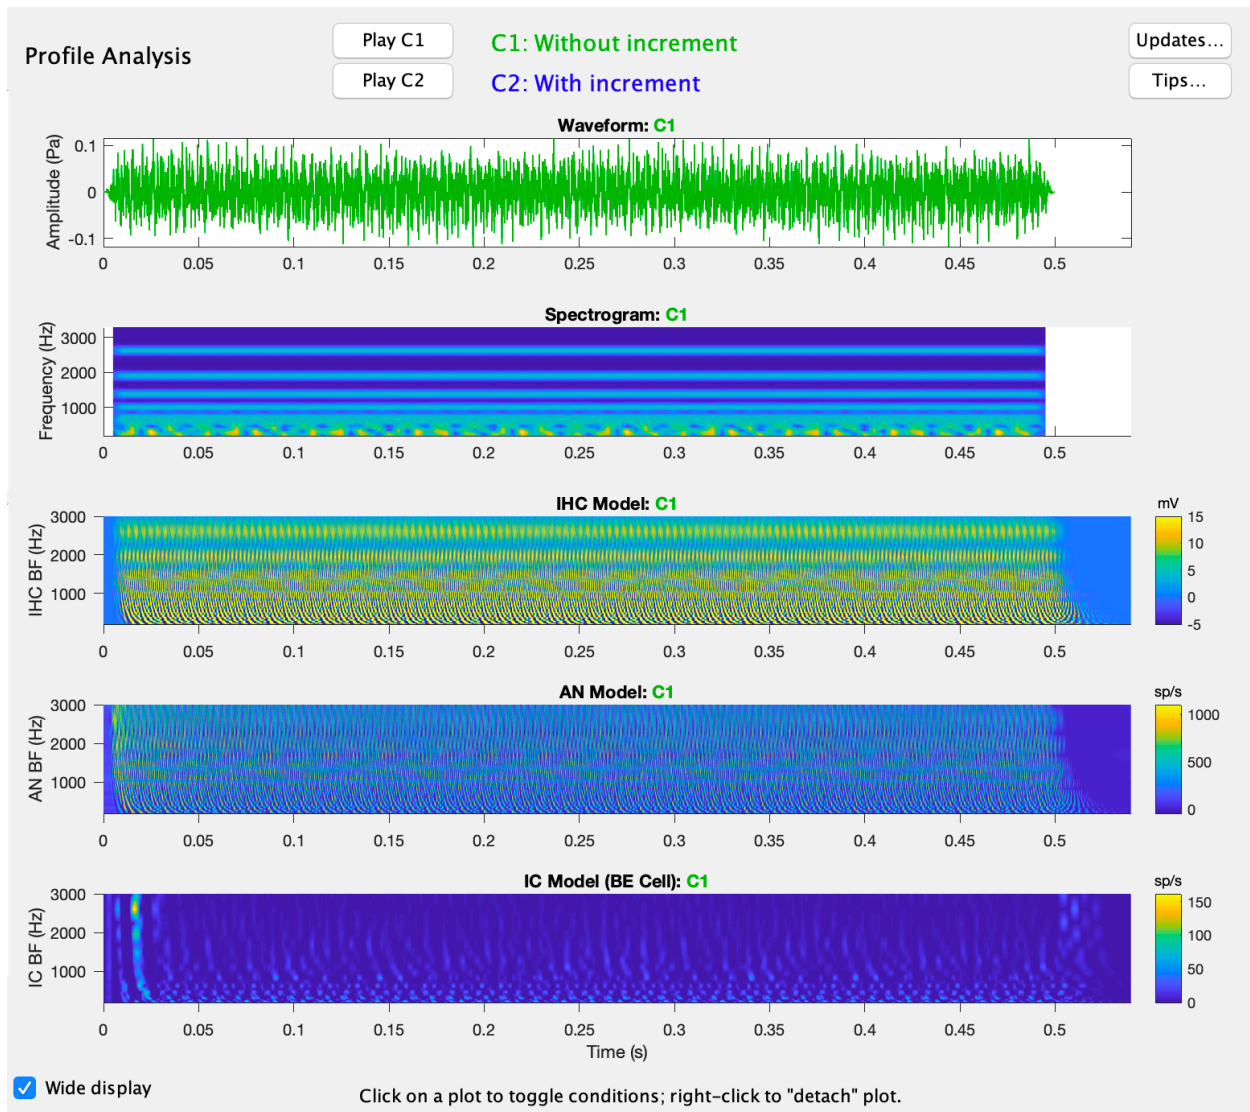 Profile Analysis
Play C1
C1: Without increment
Updates...
Play C2
C2: With increment
Tips...
Waveform: C1
Amplitude (Pa)
0.1
0
-0.1
0 0.05 0.1 0.15 0.2 0.25 0.3 0.35 0.4 0.45 0.5
Spectrogram: C1
Frequency (Hz)
3000
2000
1000
0 0.05 0.1 0.15 0.2 0.25 0.3 0.35 0.4 0.45 0.5
IHC Model: C1
mV
IHC BF (Hz)
3000
2000
1000
15
10
5
0
-5
0 0.05 0.1 0.15 0.2 0.25 0.3 0.35 0.4 0.45 0.5
AN Model: C1
sp/s
AN BF (Hz)
3000
2000
1000
1000
500
0
0 0.05 0.1 0.15 0.2 0.25 0.3 0.35 0.4 0.45 0.5
IC Model (BE Cell): C1
sp/s
IC BF (Hz)
3000
2000
1000
150
100
50
0
0 0.05 0.1 0.15 0.2 0.25 0.3 0.35 0.4 0.45 0.5
Time (s)
Wide display
Click on a plot to toggle conditions; right-click to "detach" plot.